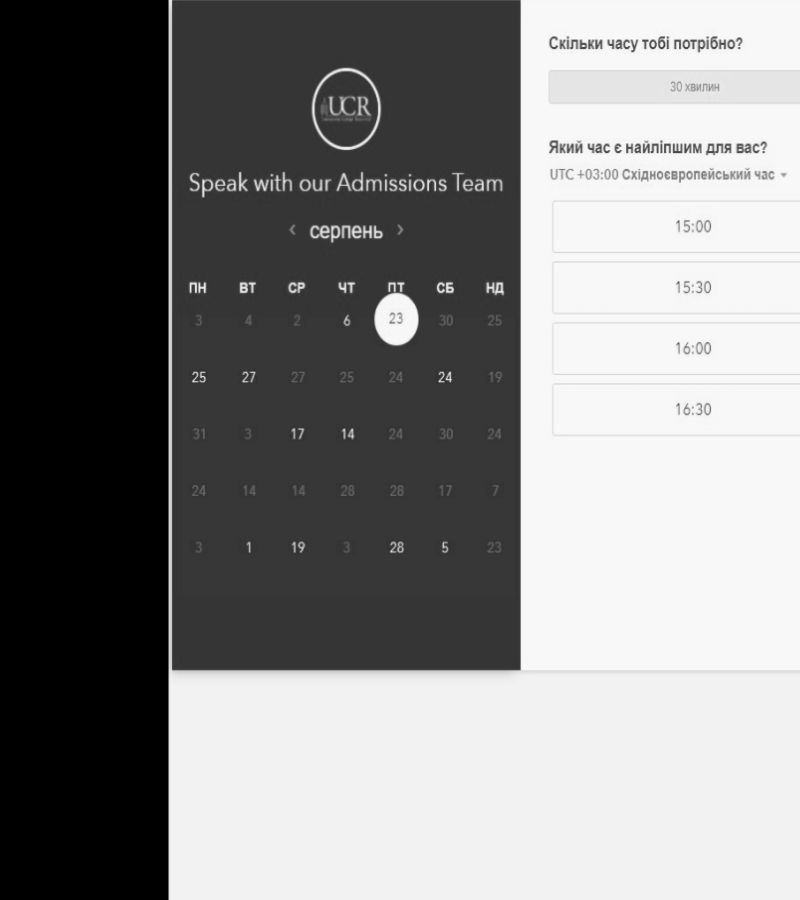 UCR
Speak with our Admissions Team
‹ серпень ›
ПН ВТ СР ЧТ ПТ СБ НД
3 4 2 6 23 30 25
25 27 27 25 24 24 19
31 3 17 14 24 30 24
24 14 14 28 28 17 7
3 1 19 3 28 5 23
Скільки часу тобі потрібно?
30 хвилин
Який час є найліпшим для вас?
UTC +03:00 Східноєвропейський час
15:00
15:30
16:00
16:30